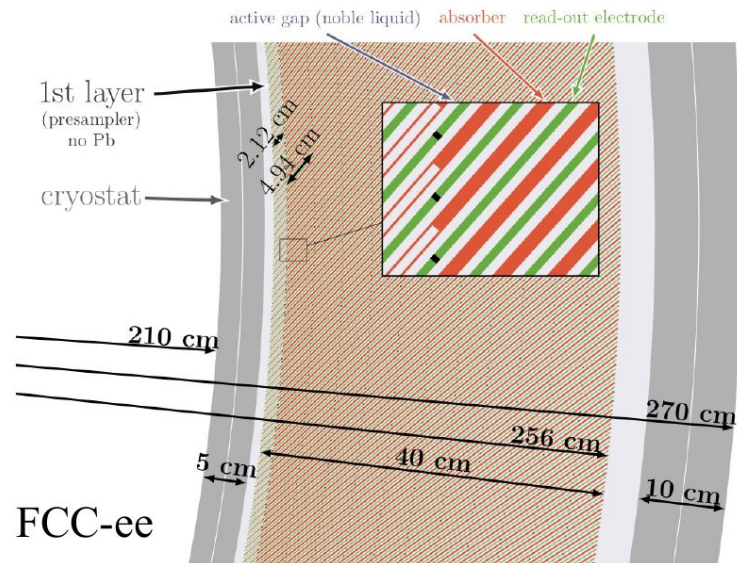 active gap (noble liquid) absorber read-out electrode
1st layer
(presampler)
no Pb
2.12 cm
4.94 cm
cryostat
210 cm
270 cm
256 cm
40 cm
5 cm
10 cm
FCC-ee